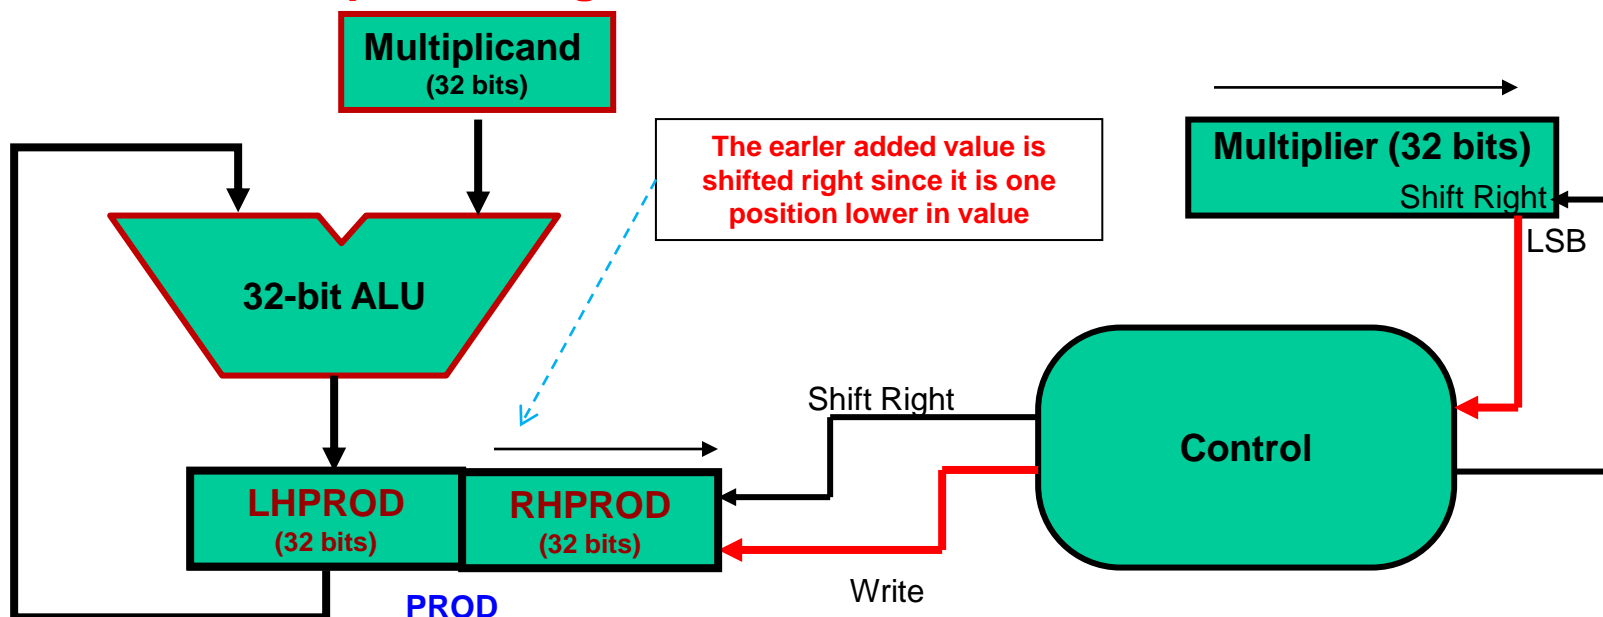 Multiplicand
(32 bits)
The earler added value is
shifted right since it is one
position lower in value
Multiplier (32 bits)
Shift Right
LSB
32-bit ALU
Shift Right
Control
LHPROD
(32 bits)
RHPROD
(32 bits)
Write
PROD